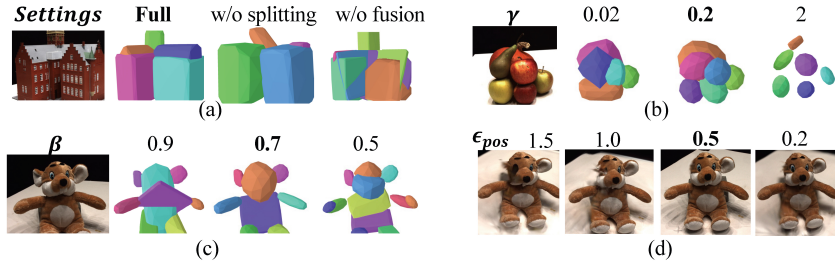 Settings Full w/o splitting w/o fusion
(a)
γ 0.02 0.2 2
(b)
β 0.9 0.7 0.5
(c)
ϵpos 1.5 1.0 0.5 0.2
(d)